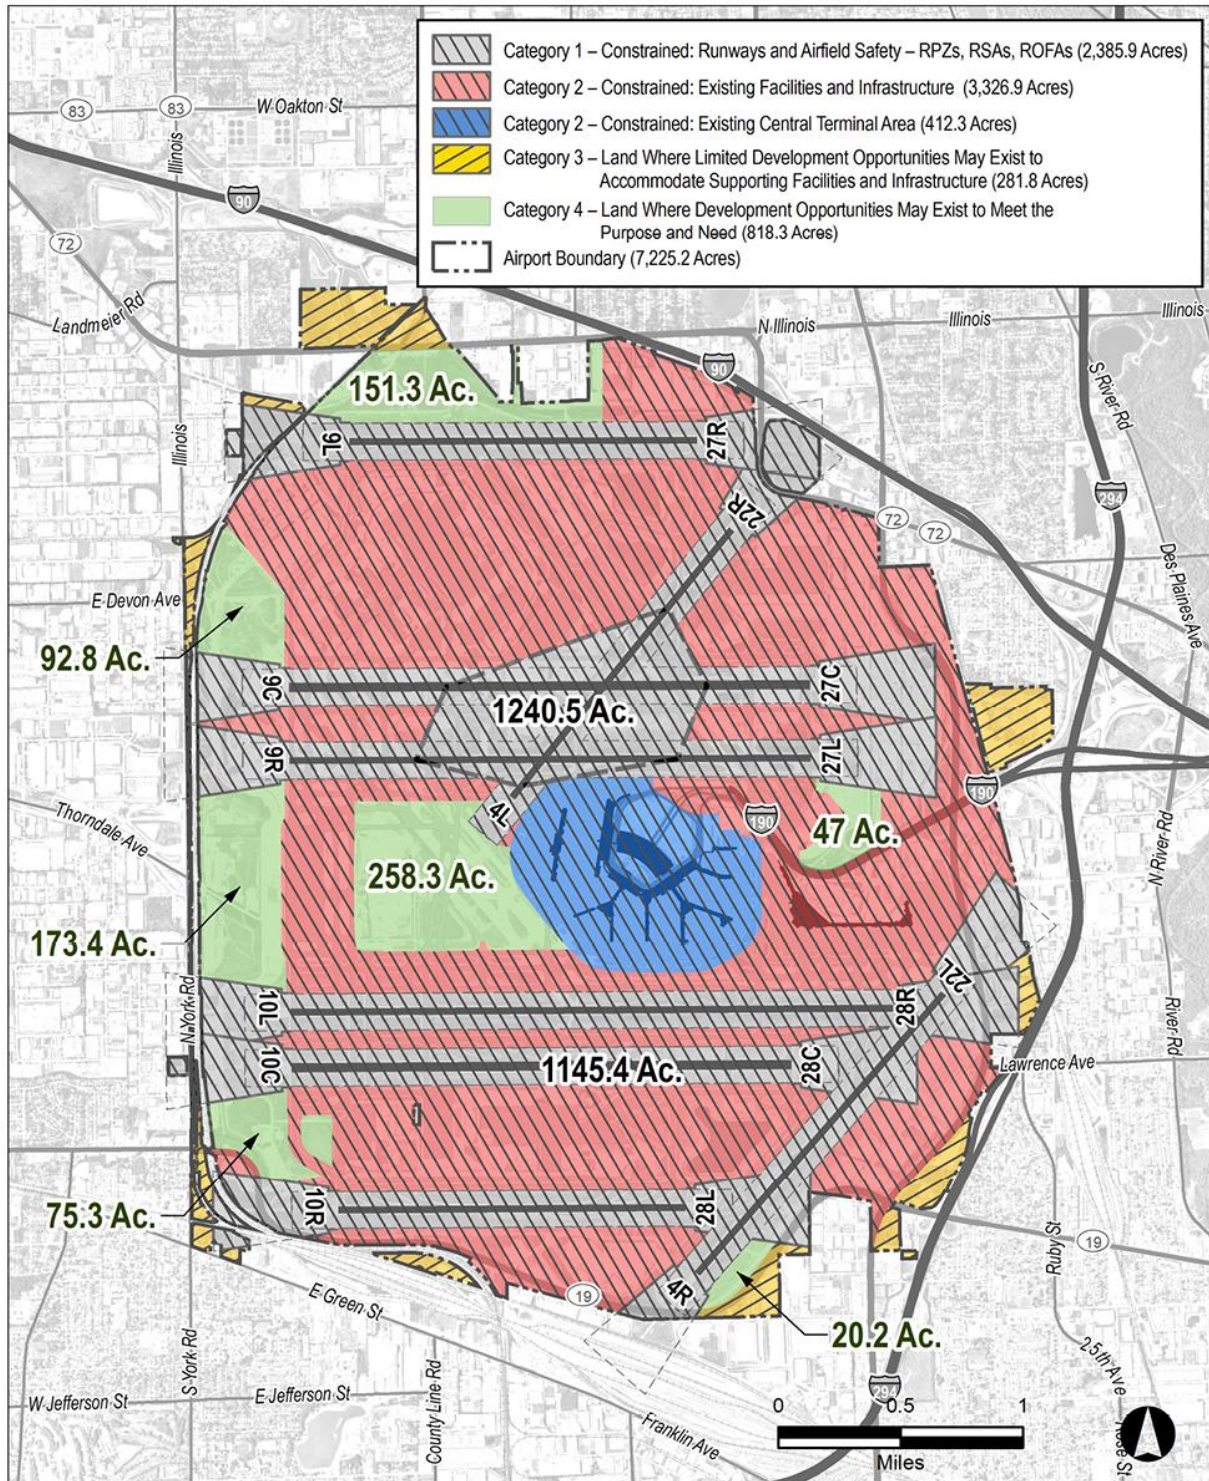 Category 1 – Constrained: Runways and Airfield Safety – RPZs, RSAs, ROFAs (2,385.9 Acres)
Category 2 – Constrained: Existing Facilities and Infrastructure (3,326.9 Acres)
Category 2 – Constrained: Existing Central Terminal Area (412.3 Acres)
Category 3 – Land Where Limited Development Opportunities May Exist to
Accommodate Supporting Facilities and Infrastructure (281.8 Acres)
Category 4 – Land Where Development Opportunities May Exist to Meet the
Purpose and Need (818.3 Acres)
Airport Boundary (7,225.2 Acres)
83
83
W Oakton St
Illinois
90
72
Landmeier Rd
N Illinois
Illinois
Illinois
90
S River Rd
151.3 Ac.
Illinois
9L
27R
294
22R
72
72
Des Plaines Ave
E Devon Ave
92.8 Ac.
9C
27C
1240.5 Ac.
9R
27L
190
4L
190
47 Ac.
Thorndale Ave
N River Rd
258.3 Ac.
173.4 Ac.
22L
N York Rd
10L
28R
River Rd
10C
1145.4 Ac.
28C
Lawrence Ave
75.3 Ac.
10R
28L
Ruby St
19
4R
19
E Green St
20.2 Ac.
S York Rd
County Line Rd
25th Ave
W Jefferson St
E Jefferson St
294
Franklin Ave
Rose St
0
0.5
1
Miles